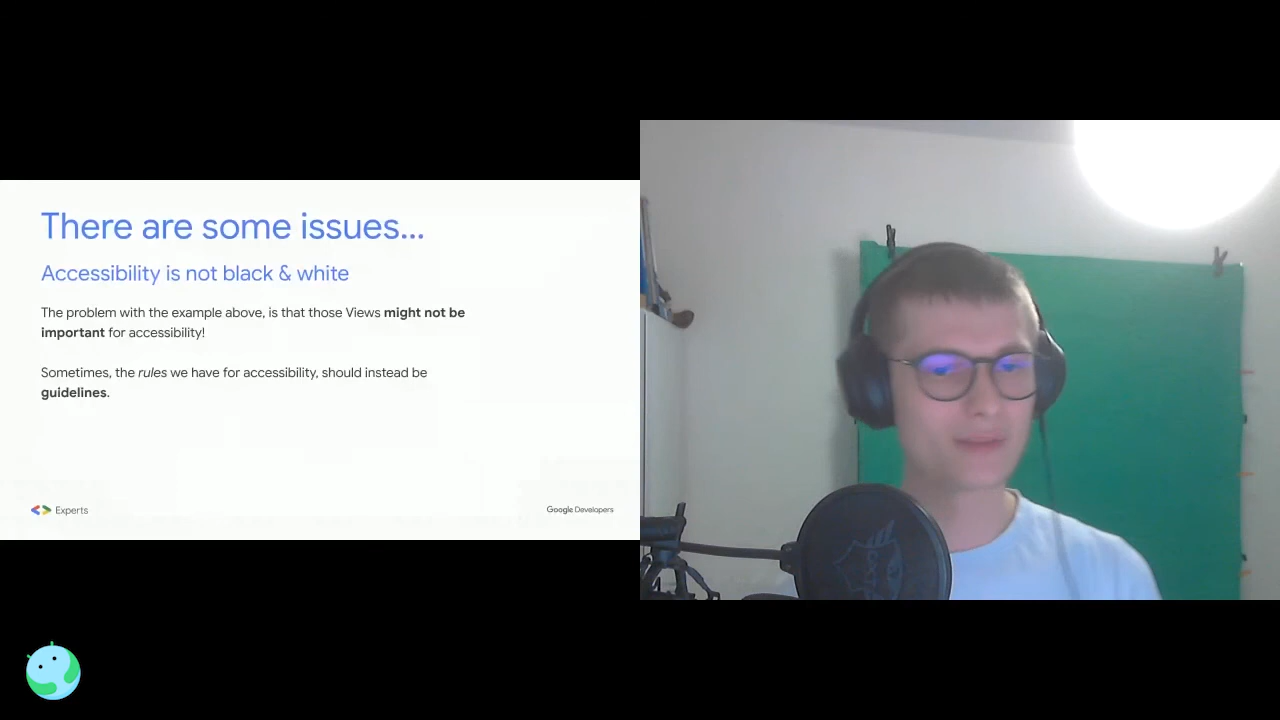 There are some issues...
Accessibility is not black & white
The problem with the example above, is that those Views might not be
important for accessibility!
Sometimes, the rules we have for accessibility, should instead be
guidelines.
Experts
Google Developers